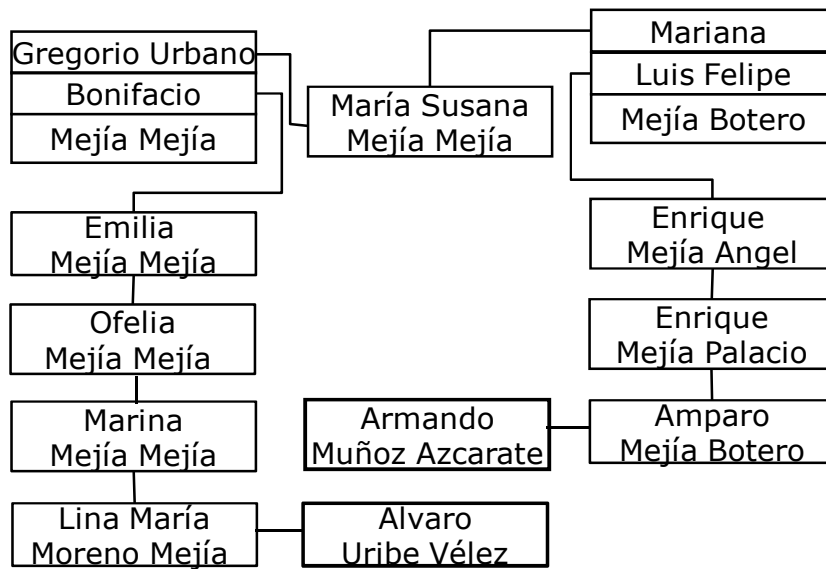 Gregorio Urbano
Bonifacio
Mejía Mejía
María Susana
Mejía Mejía
Mariana
Luis Felipe
Mejía Botero
Emilia
Mejía Mejía
Enrique
Mejía Angel
Ofelia
Mejía Mejía
Enrique
Mejía Palacio
Marina
Mejía Mejía
Armando
Muñoz Azcarate
Amparo
Mejía Botero
Lina María
Moreno Mejía
Alvaro
Uribe Vélez